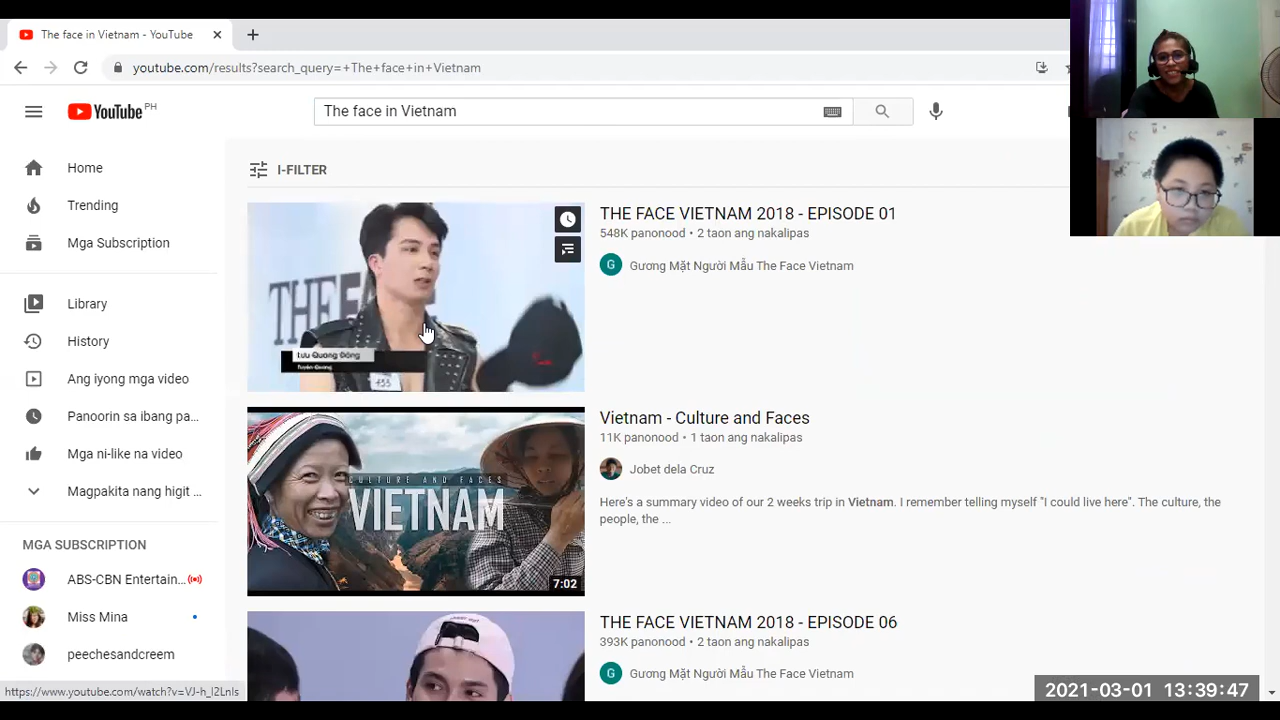 The face in Vietnam - YouTube
youtube.com/results?search_query=+The+face+in+Vietnam
YouTube PH
The face in Vietnam
Home
Trending
Mga Subscription
Library
History
Ang iyong mga video
Panoorin sa ibang pa...
Mga ni-like na video
Magpakita nang higit ...
MGA SUBSCRIPTION
ABS-CBN Entertain...
Miss Mina
peechesandcreem
https://www.youtube.com/watch?v=VJ-h_l2Lnls
I-FILTER
THE
Lưu Quang Đông
Tuyên Quang
THE FACE VIETNAM 2018 - EPISODE 01
548K panonood • 2 taon ang nakalipas
G
Gương Mặt Người Mẫu The Face Vietnam
CULTURE AND FACES
VIETNAM
7:02
Vietnam - Culture and Faces
11K panonood • 1 taon ang nakalipas
Jobet dela Cruz
Here's a summary video of our 2 weeks trip in Vietnam. I remember telling myself "I could live here". The culture, the
people, the ...
THE FACE VIETNAM 2018 - EPISODE 06
393K panonood • 2 taon ang nakalipas
G
Gương Mặt Người Mẫu The Face Vietnam
2021-03-01 13:39:47